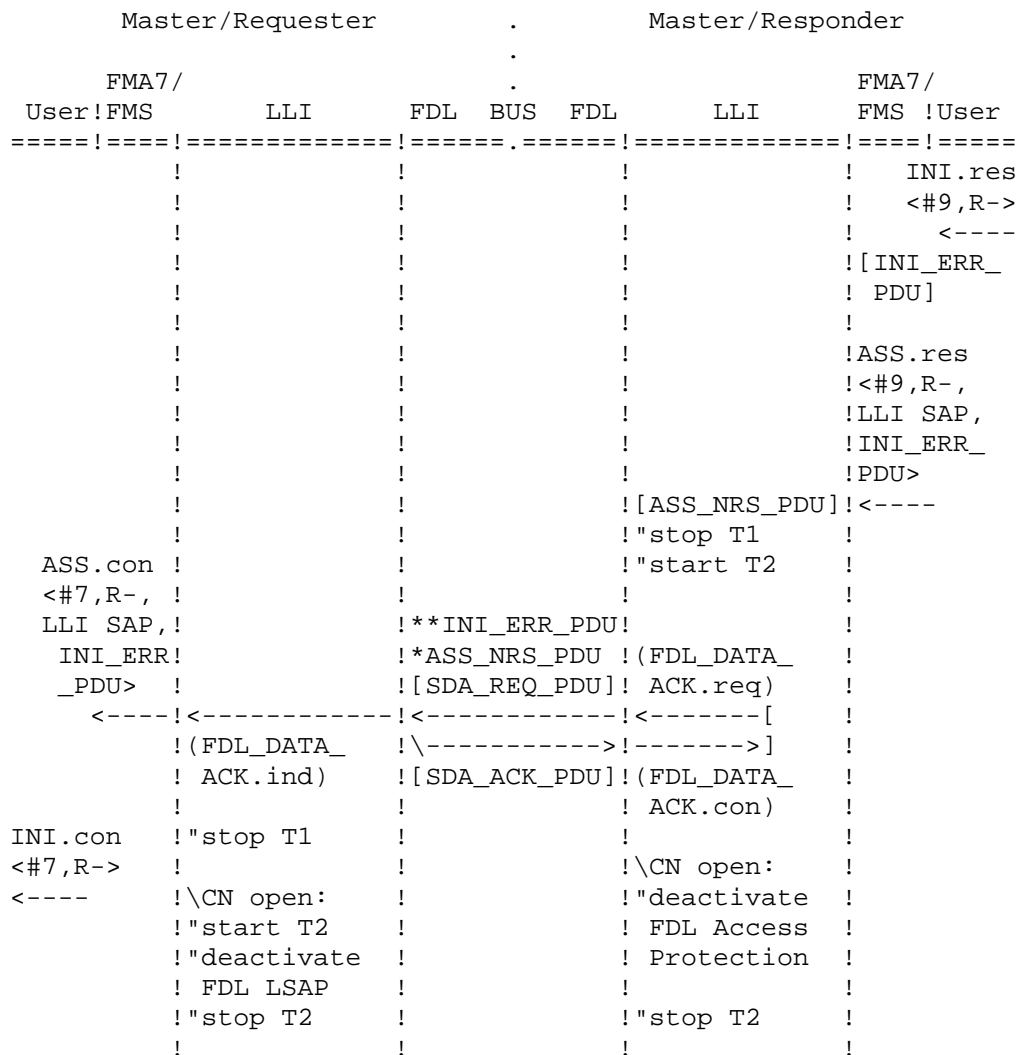 Master/Requester . Master/Responder
.
FMA7/ . FMA7/
User!FMS LLI FDL BUS FDL LLI FMS !User
=====!====!=============!======.======!=============!====!=====
! ! ! ! INI.res
! ! ! ! <#9,R->
! ! ! ! <----
! ! ! ![INI_ERR_
! ! ! ! PDU]
! ! ! !
! ! ! !ASS.res
! ! ! !<#9,R-,
! ! ! !LLI SAP,
! ! ! !INI_ERR_
! ! ! !PDU>
! ! ![ASS_NRS_PDU]!<----
! ! !"stop T1 !
ASS.con ! ! !"start T2 !
<#7,R-, ! ! ! !
LLI SAP,! !**INI_ERR_PDU! !
INI_ERR! !*ASS_NRS_PDU !(FDL_DATA_ !
_PDU> ! ![SDA_REQ_PDU]! ACK.req) !
<----!<------------!<------------!<-------[ !
!(FDL_DATA_ !\----------->!------->] !
! ACK.ind) ![SDA_ACK_PDU]!(FDL_DATA_ !
! ! ! ACK.con) !
INI.con !"stop T1 ! ! !
<#7,R-> ! ! !\CN open: !
<---- !\CN open: ! !"deactivate !
!"start T2 ! ! FDL Access !
!"deactivate ! ! Protection !
! FDL LSAP ! ! !
!"stop T2 ! !"stop T2 !
! ! ! !